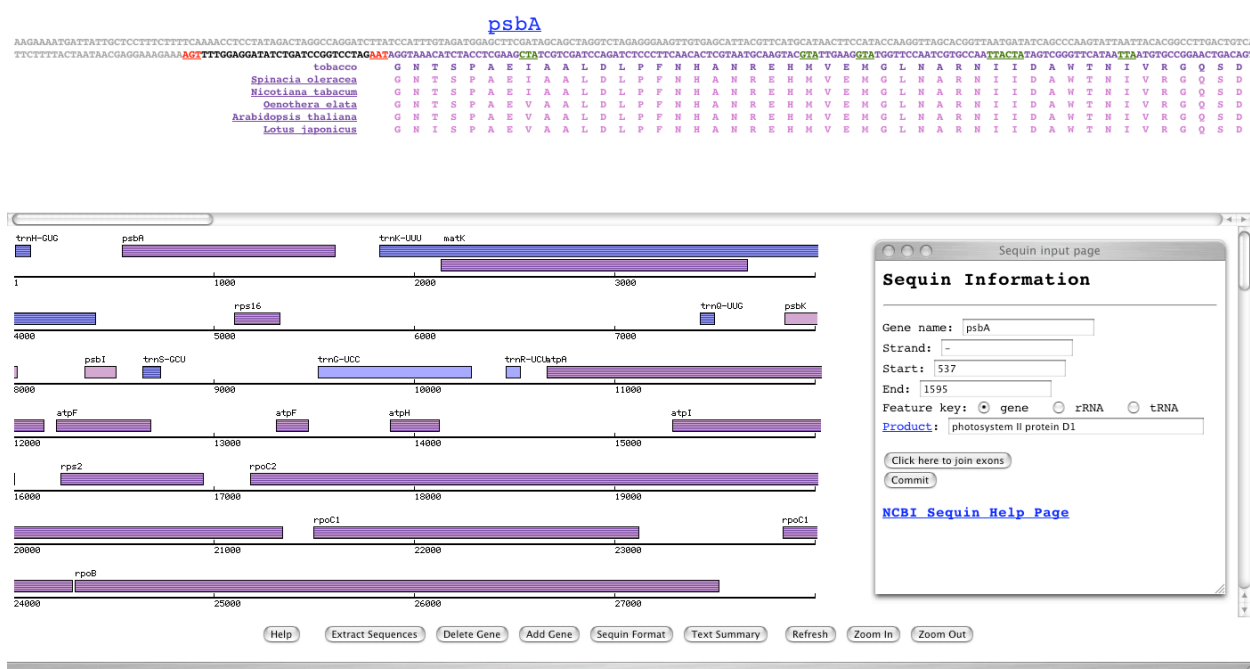 psbA
tobacco G N T S P A E I A A L D L P F N H A N R E H M V E M G L N A R N I I D A W T N I V R G Q S D
Spinacia oleracea G N T S P A E I A A L D L P F N H A N R E H M V E M G L N A R N I I D A W T N I V R G Q S D
Nicotiana tabacum G N T S P A E I A A L D L P F N H A N R E H M V E M G L N A R N I I D A W T N I V R G Q S D
Oenothera elata G N T S P A E V A A L D L P F N H A N R E H M V E M G L N A R N I I D A W T N I V R G Q S D
Arabidopsis thaliana G N T S P A E V A A L D L P F N H A N R E H M V E M G L N A R N I I D A W T N I V R G Q S D
Lotus japonicus G N I S P A E V A A L D L P F N H A N R E H M V E M G L N A R N I I D A W T N I V R G Q S D
trnH-GUG psbA trnK-UUU matK
1 1000 2000 3000
rps16 trnQ-UUG psbK
4000 5000 6000 7000
psbI trnS-GCU trnG-UCC trnR-UCU atpA
8000 9000 10000 11000
atpF atpF atpH atpI
12000 13000 14000 15000
rps2 rpoC2
16000 17000 18000 19000
rpoC1 rpoC1
20000 21000 22000 23000
rpoB
24000 25000 26000 27000
Sequin input page
Sequin Information
Gene name: psbA
Strand: -
Start: 537
End: 1595
Feature key: gene rRNA tRNA
Product: photosystem II protein D1
Click here to join exons
Commit
NCBI Sequin Help Page
Help Extract Sequences Delete Gene Add Gene Sequin Format Text Summary Refresh Zoom In Zoom Out